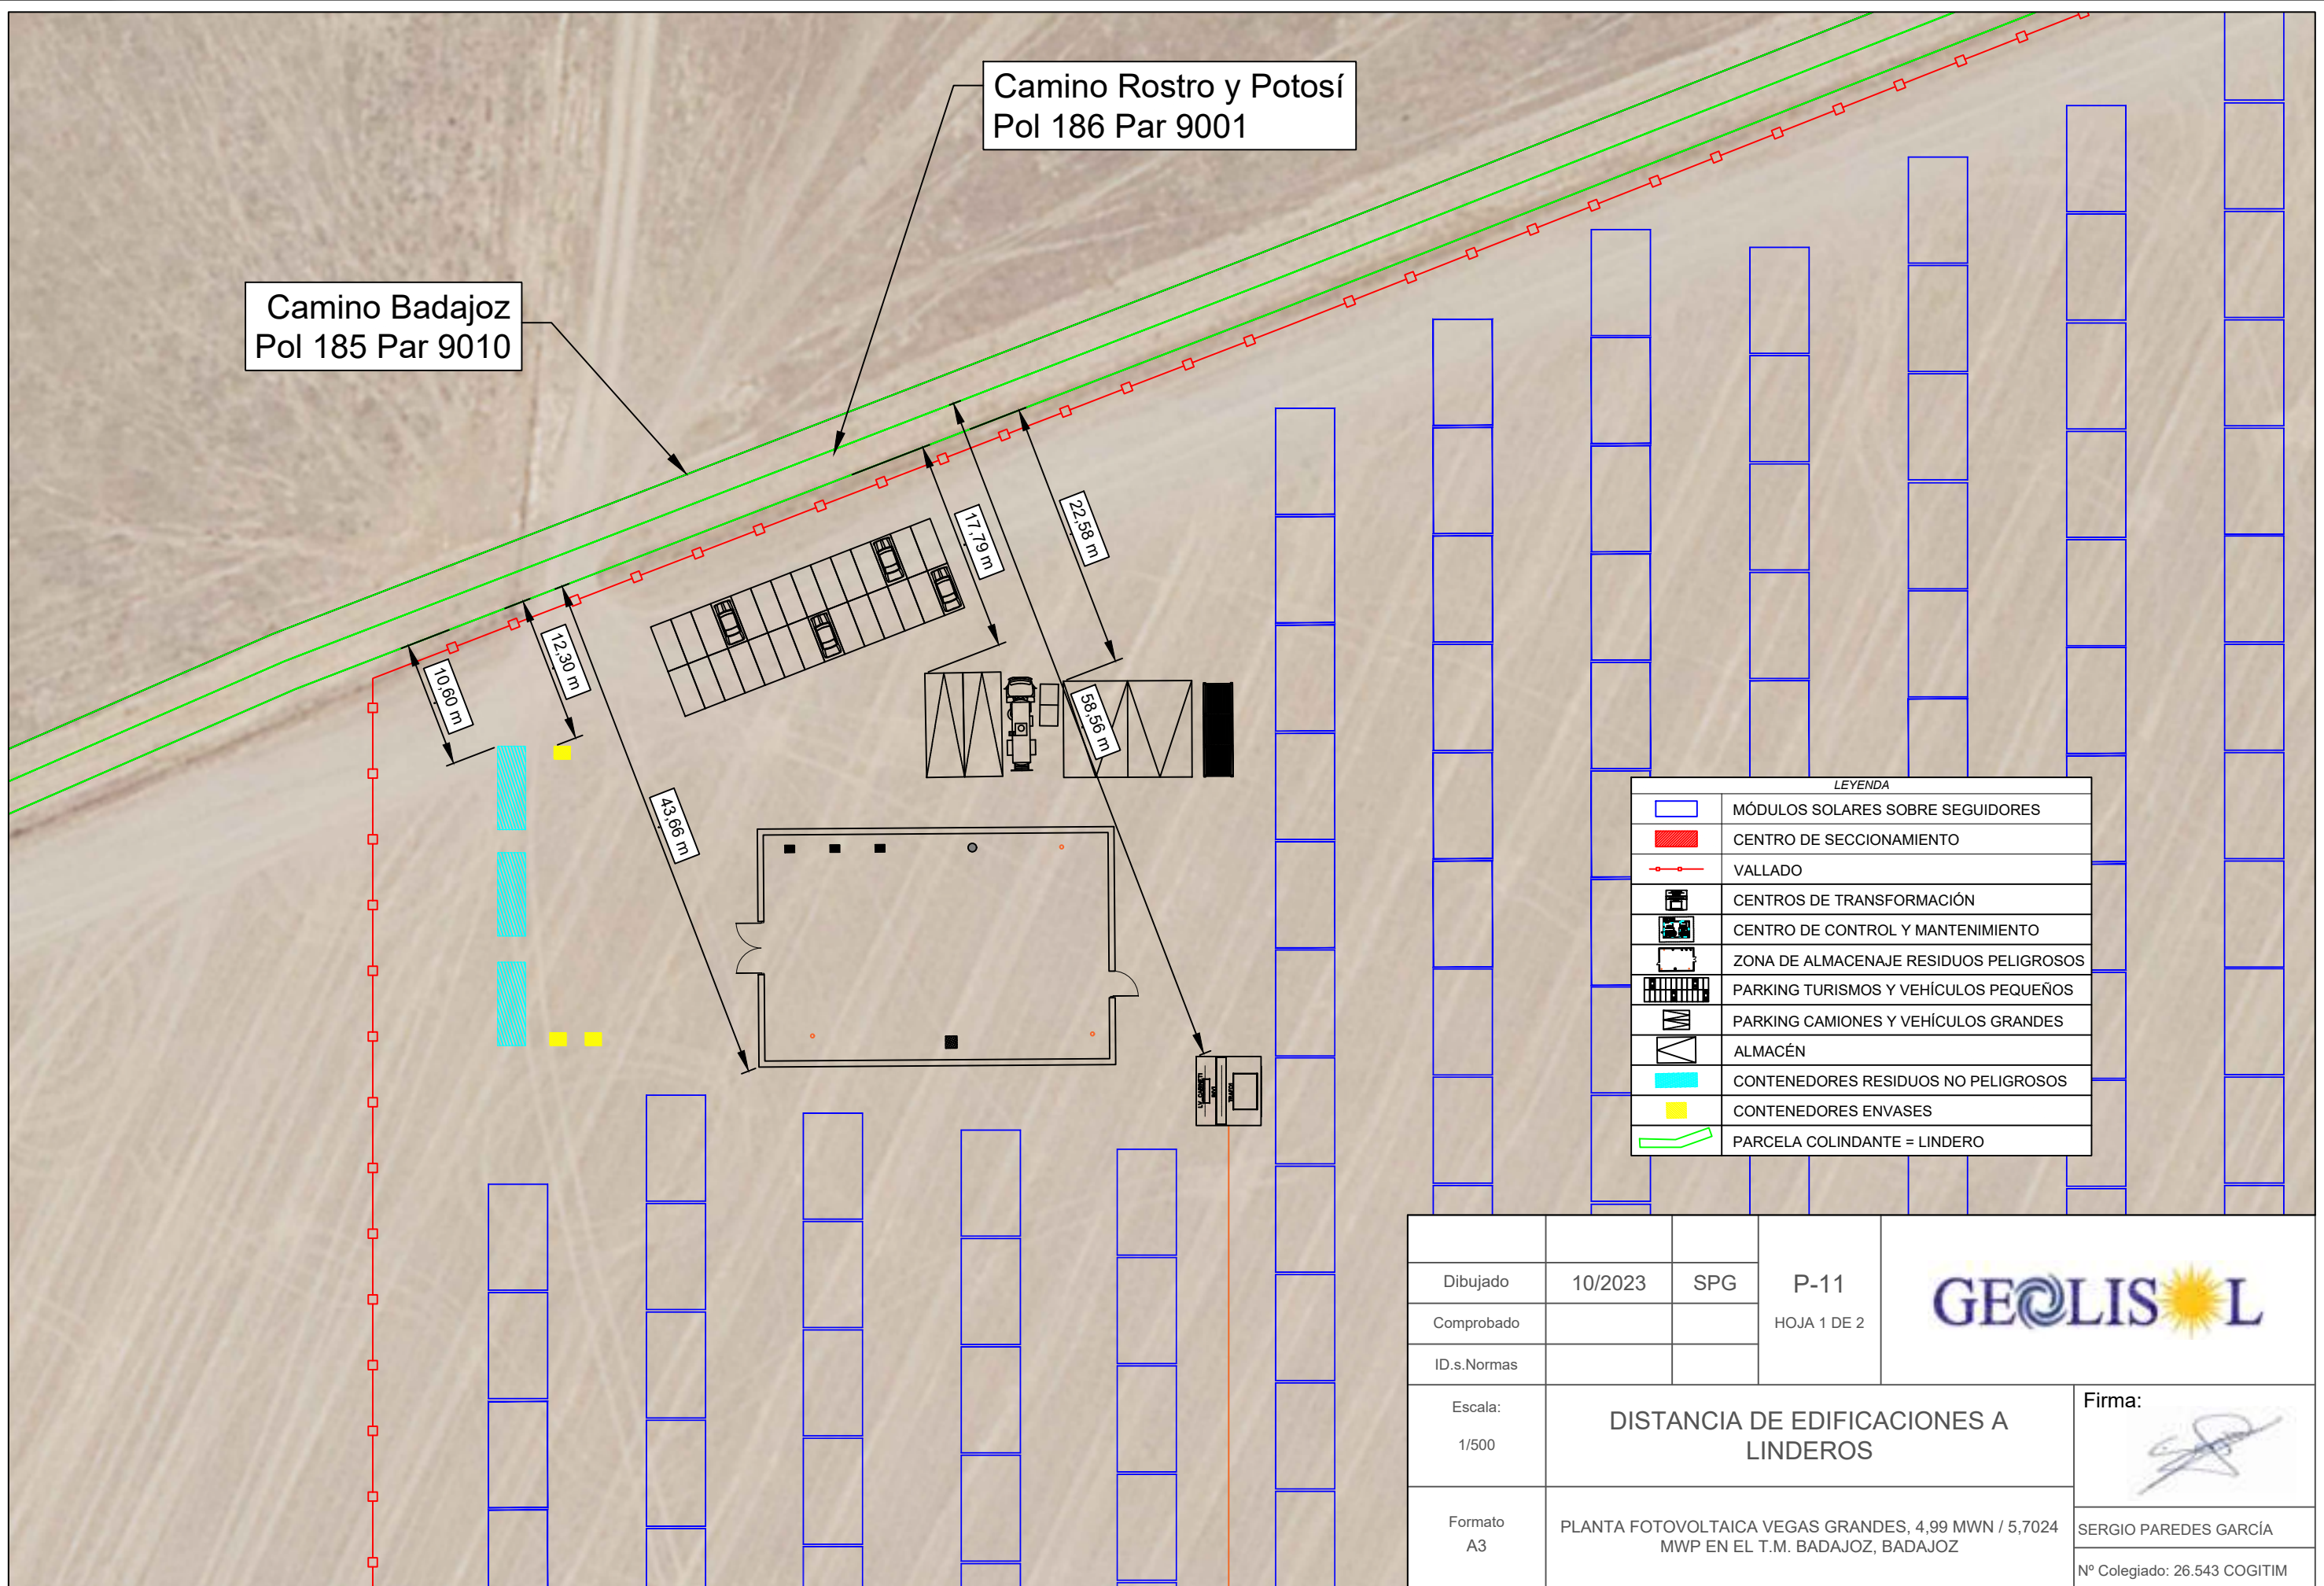 Camino Rostro y Potosí
Pol 186 Par 9001
Camino Badajoz
Pol 185 Par 9010
10,60 m
12,30 m
43,66 m
17,79 m
58,56 m
22,58 m
LEYENDA
MÓDULOS SOLARES SOBRE SEGUIDORES
CENTRO DE SECCIONAMIENTO
VALLADO
CENTROS DE TRANSFORMACIÓN
CENTRO DE CONTROL Y MANTENIMIENTO
ZONA DE ALMACENAJE RESIDUOS PELIGROSOS
PARKING TURISMOS Y VEHÍCULOS PEQUEÑOS
PARKING CAMIONES Y VEHÍCULOS GRANDES
ALMACÉN
CONTENEDORES RESIDUOS NO PELIGROSOS
CONTENEDORES ENVASES
PARCELA COLINDANTE = LINDERO
Dibujado 10/2023 SPG
Comprobado
ID.s.Normas
P-11
HOJA 1 DE 2
GEOLISOL
Escala:
1/500
DISTANCIA DE EDIFICACIONES A
LINDEROS
Firma:
Formato
A3
PLANTA FOTOVOLTAICA VEGAS GRANDES, 4,99 MWN / 5,7024
MWP EN EL T.M. BADAJOZ, BADAJOZ
SERGIO PAREDES GARCÍA
Nº Colegiado: 26.543 COGITIM